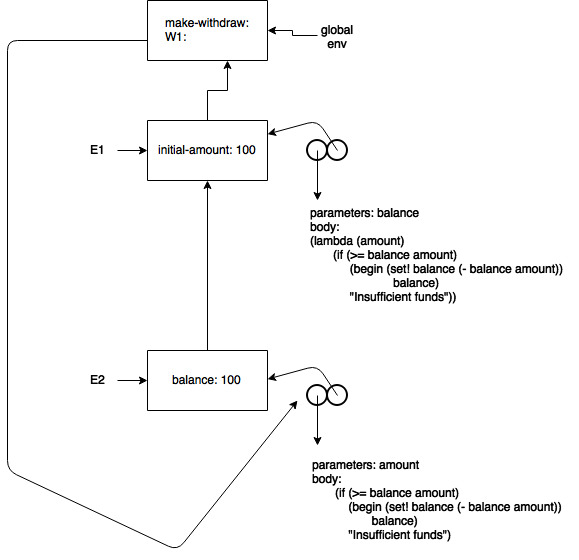 make-withdraw:
W1:
global
env
E1
initial-amount: 100
parameters: balance
body:
(lambda (amount)
(if (>= balance amount)
(begin (set! balance (- balance amount))
balance)
"Insufficient funds"))
E2
balance: 100
parameters: amount
body:
(if (>= balance amount)
(begin (set! balance (- balance amount))
balance)
"Insufficient funds")